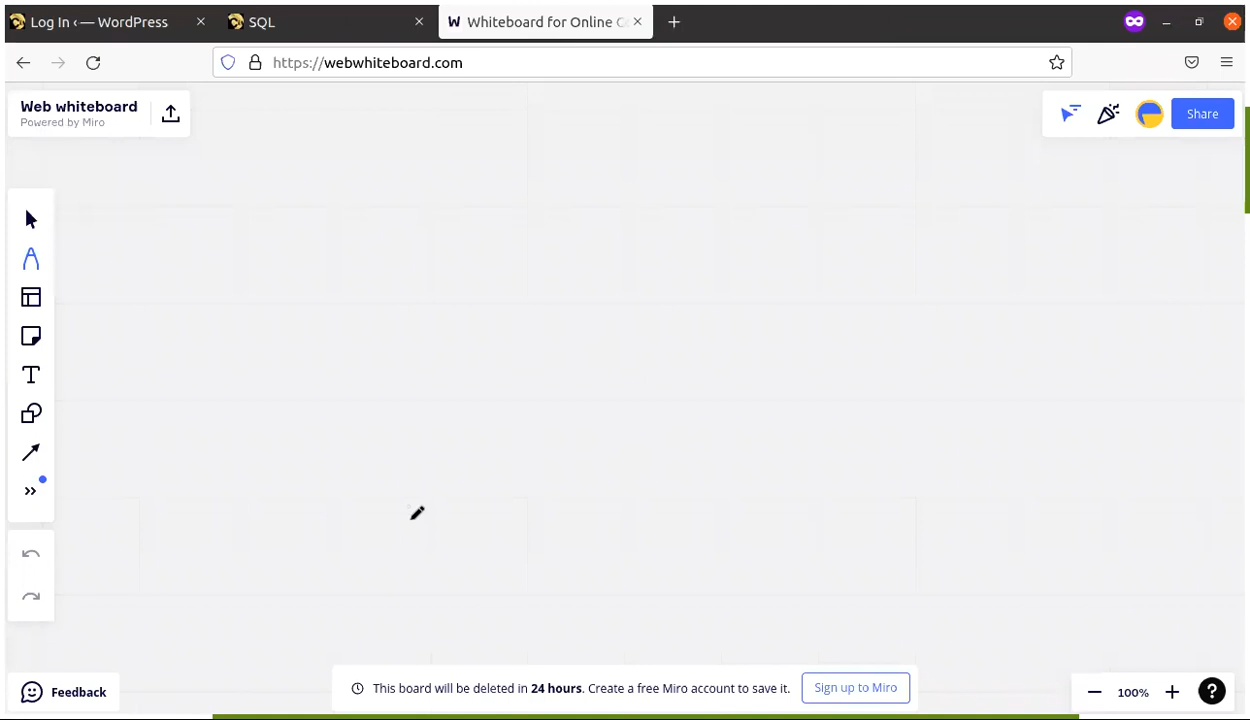 Log In ‹ — WordPress
SQL
W Whiteboard for Online C
https://webwhiteboard.com
Web whiteboard
Powered by Miro
Share
T
This board will be deleted in 24 hours. Create a free Miro account to save it.
Sign up to Miro
Feedback
100%
?